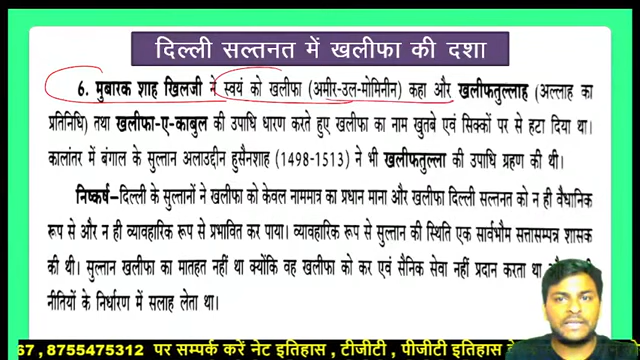 दिल्ली सल्तनत में खलीफा की दशा
6. मुबारक शाह खिलजी ने स्वयं को खलीफा (अमीर-उल-मोमिनीन) कहा और खलीफतुल्लाह (अल्लाह का
प्रतिनिधि) तथा खलीफा-ए-काबुल की उपाधि धारण करते हुए खलीफा का नाम खुतबे एवं सिक्कों पर से हटा दिया था।
कालांतर में बंगाल के सुल्तान अलाउद्दीन हुसैनशाह (1498-1513) ने भी खलीफतुल्ला की उपाधि ग्रहण की थी।
निष्कर्ष-दिल्ली के सुल्तानों ने खलीफा को केवल नाममात्र का प्रधान माना और खलीफा दिल्ली सल्तनत को न ही वैधानिक
रूप से और न ही व्यावहारिक रूप से प्रभावित कर पाया। व्यावहारिक रूप से सुल्तान की स्थिति एक सार्वभौम सत्तासम्पन्न शासक
की थी। सुल्तान खलीफा का मातहत नहीं था क्योंकि वह खलीफा को कर एवं सैनिक सेवा नहीं प्रदान करता था
नीतियों के निर्धारण में सलाह लेता था।
67, 8755475312 पर सम्पर्क करें नेट इतिहास , टीजीटी , पीजीटी इतिहास